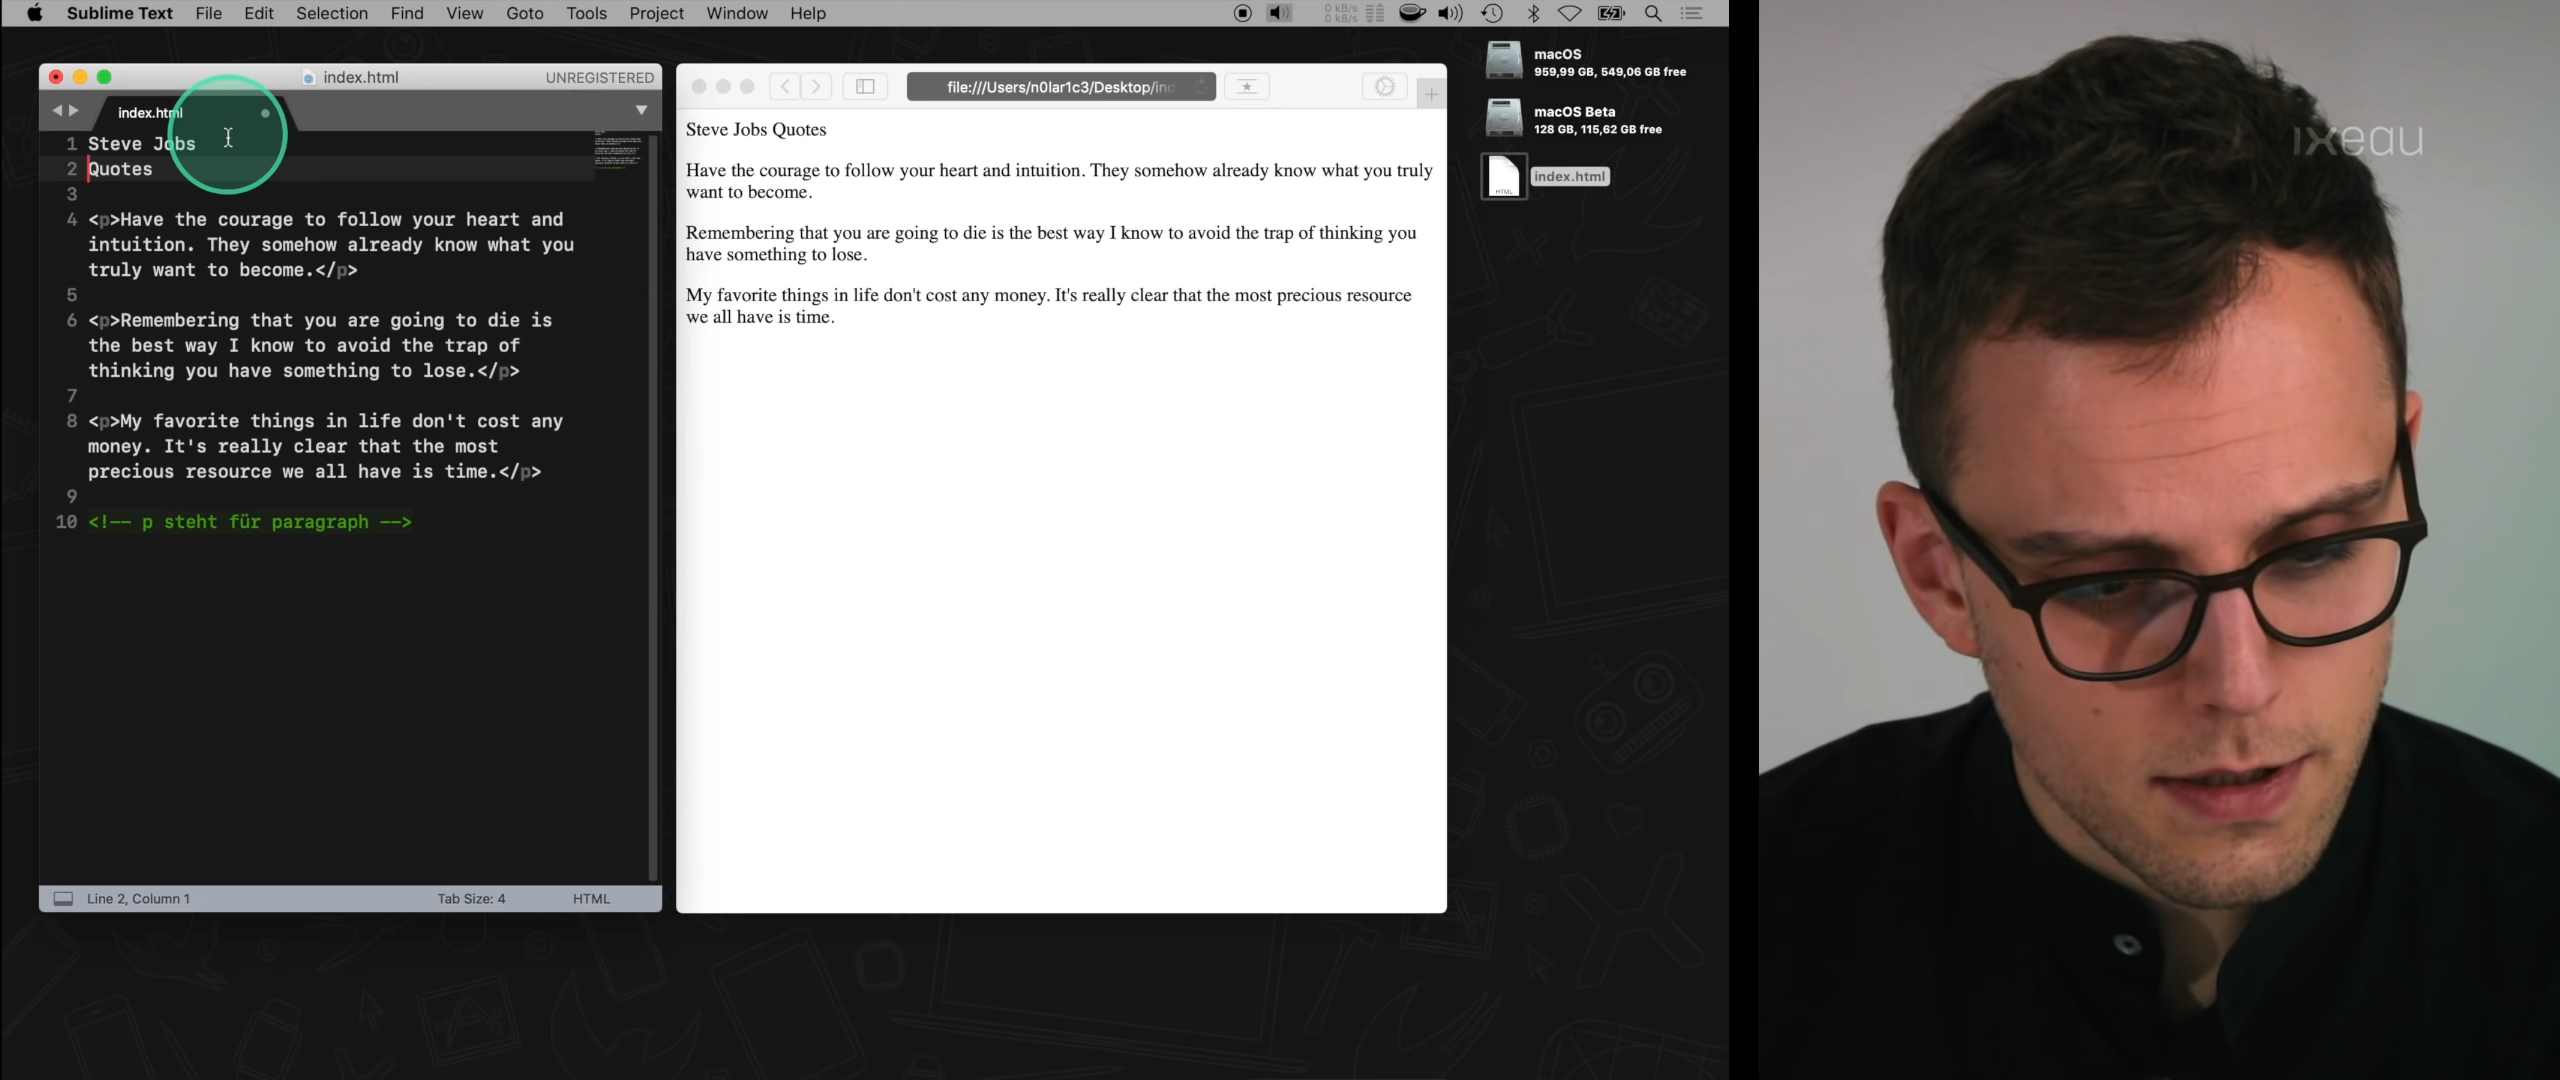 Sublime Text File Edit Selection Find View Goto Tools Project Window Help
0 kB/s
0 kB/s
index.html UNREGISTERED
index.html
1 Steve Jobs
2 Quotes
3
4 <p>Have the courage to follow your heart and
intuition. They somehow already know what you
truly want to become.</p>
5
6 <p>Remembering that you are going to die is
the best way I know to avoid the trap of
thinking you have something to lose.</p>
7
8 <p>My favorite things in life don't cost any
money. It's really clear that the most
precious resource we all have is time.</p>
9
10 <!-- p steht für paragraph -->
Line 2, Column 1 Tab Size: 4 HTML
file:///Users/n0lar1c3/Desktop/ind
Steve Jobs Quotes
Have the courage to follow your heart and intuition. They somehow already know what you truly
want to become.
Remembering that you are going to die is the best way I know to avoid the trap of thinking you
have something to lose.
My favorite things in life don't cost any money. It's really clear that the most precious resource
we all have is time.
macOS
959,99 GB, 549,06 GB free
macOS Beta
128 GB, 115,62 GB free
HTML
index.html
ixeau